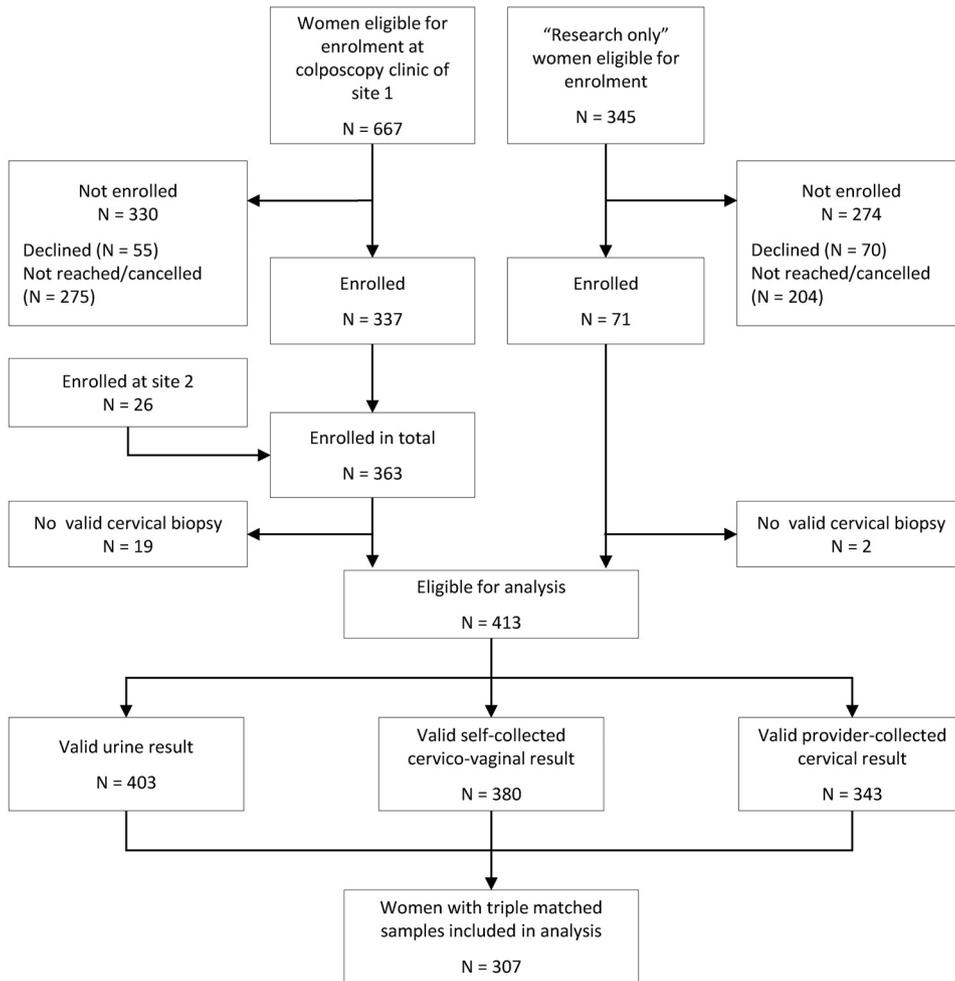 Women eligible for
enrolment at
colposcopy clinic of
site 1
N = 667
“Research only”
women eligible for
enrolment
N = 345
Not enrolled
N = 330
Declined (N = 55)
Not reached/cancelled
(N = 275)
Not enrolled
N = 274
Declined (N = 70)
Not reached/cancelled
(N = 204)
Enrolled
N = 337
Enrolled
N = 71
Enrolled at site 2
N = 26
Enrolled in total
N = 363
No valid cervical biopsy
N = 19
No valid cervical biopsy
N = 2
Eligible for analysis
N = 413
Valid urine result
N = 403
Valid self-collected
cervico-vaginal result
N = 380
Valid provider-collected
cervical result
N = 343
Women with triple matched
samples included in analysis
N = 307